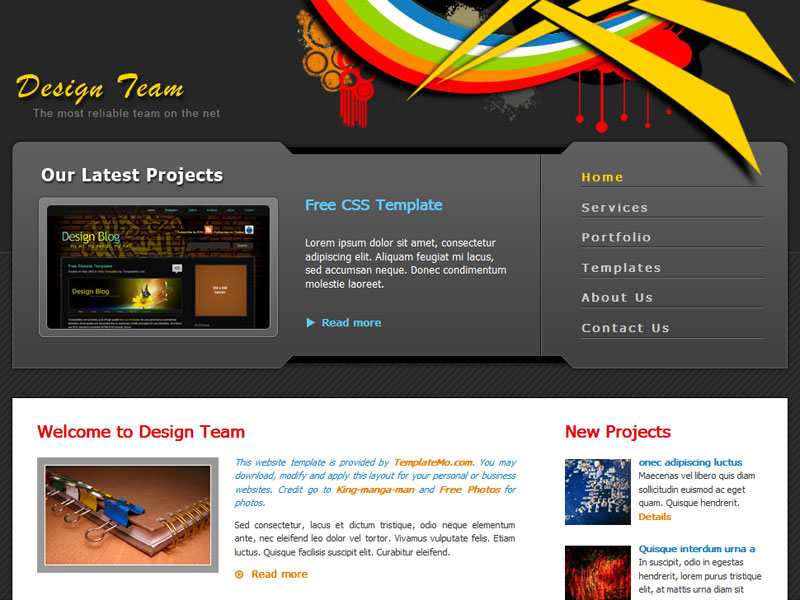 Design Team
The most reliable team on the net
Our Latest Projects
Design Blog
Free Website Templates
Design Blog
Free CSS Template
Lorem ipsum dolor sit amet, consectetur
adipiscing elit. Aliquam feugiat mi lacus,
sed accumsan neque. Donec condimentum
molestie laoreet.
Read more
Home
Services
Portfolio
Templates
About Us
Contact Us
Welcome to Design Team
This website template is provided by TemplateMo.com. You may
download, modify and apply this layout for your personal or business
websites. Credit go to King-manga-man and Free Photos for
photos.
Sed consectetur, lacus et dictum tristique, odio neque elementum
ante, nec eleifend leo dolor vel tortor. Vivamus vulputate felis. Etiam
luctus. Quisque facilisis suscipit elit. Curabitur eleifend.
Read more
New Projects
onec adipiscing luctus
Maecenas vel libero quis diam
sollicitudin euismod ac eget
quam. Quisque hendrerit.
Details
Quisque interdum urna a
In suscipit, odio in egestas
hendrerit, lorem purus tristique
elit, at mattis urna diam sit